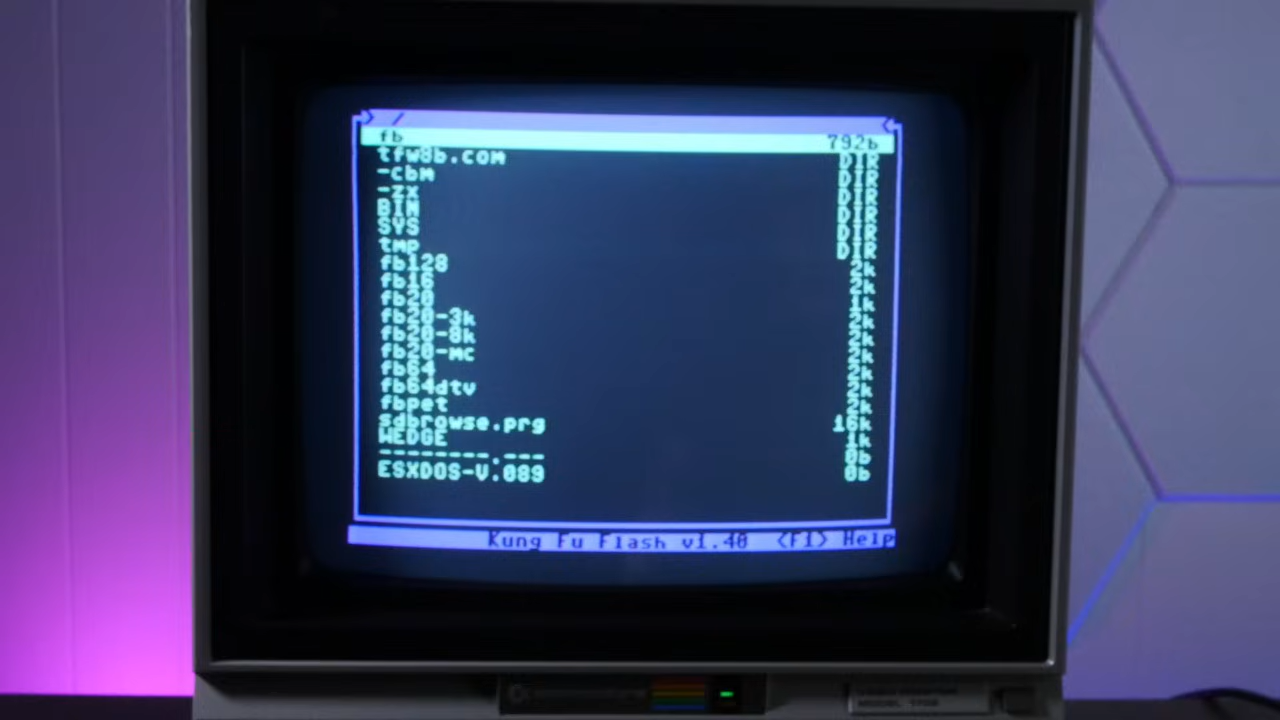 /
fb 792b
tfw8b.com DIR
-cbm DIR
-zx DIR
BIN DIR
SYS DIR
tmp DIR
fb128 2k
fb16 2k
fb20 1k
fb20-3k 2k
fb20-8k 2k
fb20-mc 2k
fb64 2k
fb64dtv 2k
fbpet 2k
sdbrowse.prg 16k
WEDGE 1k
--------.--- 0b
ESXDOS-V.089 0b
Kung Fu Flash v1.40 <F1> Help